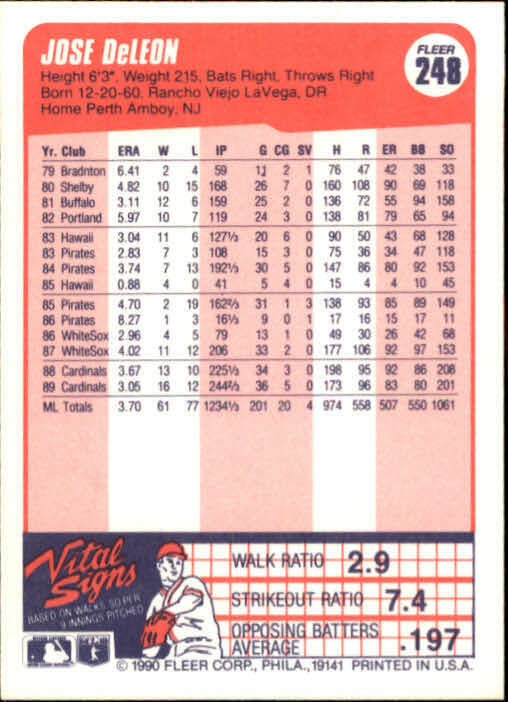 JOSE DeLEON
FLEER
248
Height 6'3". Weight 215, Bats Right, Throws Right
Born 12-20-60, Rancho Viejo LaVega, DR
Home Perth Amboy, NJ
Yr. Club ERA W L IP G CG SV H R ER BB SO
79 Bradnton 6.41 2 4 59 11 2 1 76 47 42 38 33
80 Shelby 4.82 10 15 168 26 7 0 160 108 90 69 118
81 Buffalo 3.11 12 6 159 25 2 0 136 72 55 94 158
82 Portland 5.97 10 7 119 24 3 0 138 81 79 65 94
83 Hawaii 3.04 11 6 127⅓ 20 6 0 90 50 43 68 128
83 Pirates 2.83 7 3 108 15 3 0 75 36 34 47 118
84 Pirates 3.74 7 13 192⅓ 30 5 0 147 86 80 92 153
85 Hawaii 0.88 4 0 41 5 4 0 15 4 4 10 45
85 Pirates 4.70 2 19 162⅔ 31 1 3 138 93 85 89 149
86 Pirates 8.27 1 3 16⅓ 9 0 1 17 16 15 17 11
86 WhiteSox 2.96 4 5 79 13 1 0 49 30 26 42 68
87 WhiteSox 4.02 11 12 206 33 2 0 177 106 92 97 153
88 Cardinals 3.67 13 10 225⅓ 34 3 0 198 95 92 86 208
89 Cardinals 3.05 16 12 244⅔ 36 5 0 173 96 83 80 201
ML Totals 3.70 61 77 1234⅓ 201 20 4 974 558 507 550 1061
Vital
Signs
BASED ON WALKS, SO PER
9 INNINGS PITCHED
WALK RATIO 2.9
STRIKEOUT RATIO 7.4
OPPOSING BATTERS
AVERAGE .197
© 1990 FLEER CORP., PHILA., 19141 PRINTED IN U.S.A.